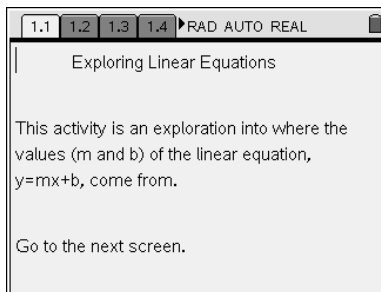 1.1 1.2 1.3 1.4 RAD AUTO REAL
Exploring Linear Equations
This activity is an exploration into where the
values (m and b) of the linear equation,
y=mx+b, come from.
Go to the next screen.